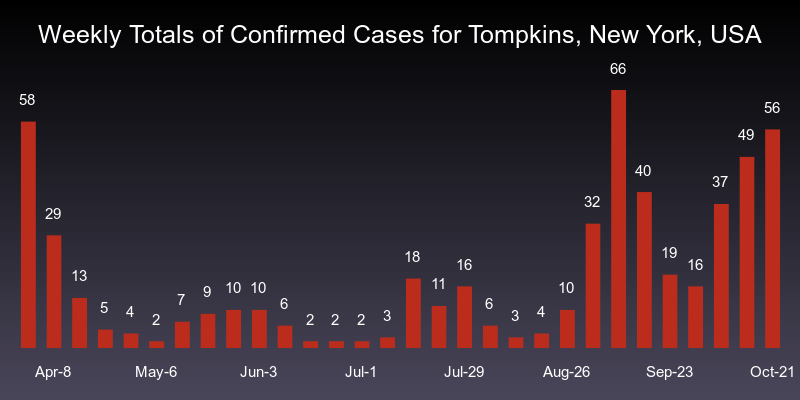 Weekly Totals of Confirmed Cases for Tompkins, New York, USA
58 29 13 5 4 2 7 9 10 10 6 2 2 2 3 18 11 16 6 3 4 10 32 66 40 19 16 37 49 56
Apr-8 May-6 Jun-3 Jul-1 Jul-29 Aug-26 Sep-23 Oct-21